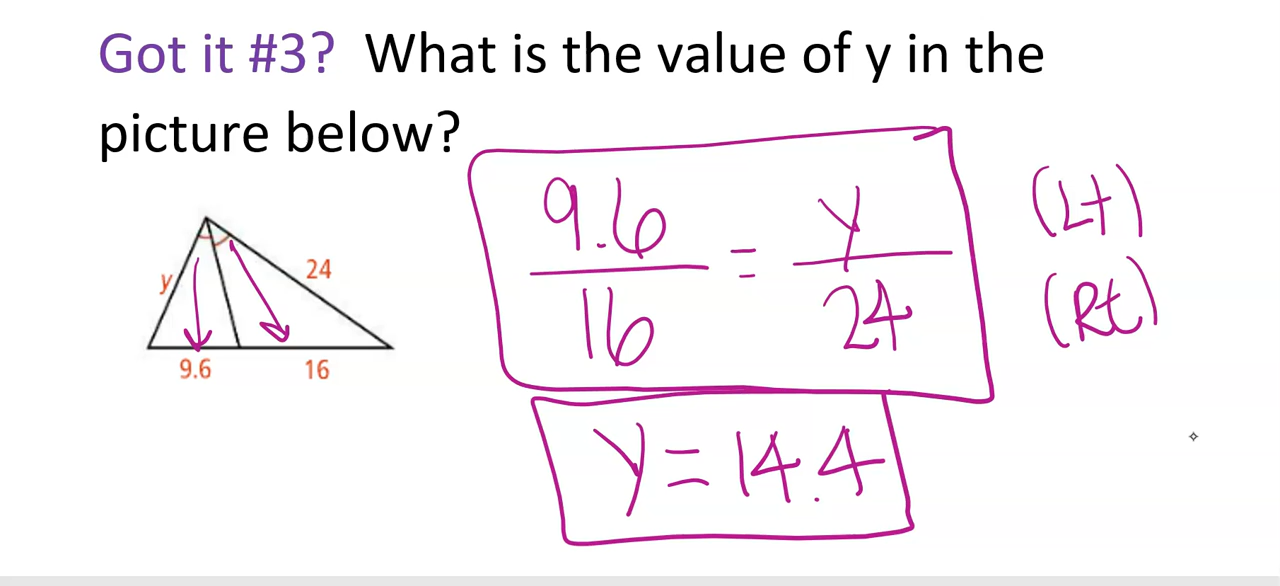 Got it #3? What is the value of y in the
picture below?
y
24
9.6
16
9.6/16 = y/24
(Lt)
(Rt)
y = 14.4